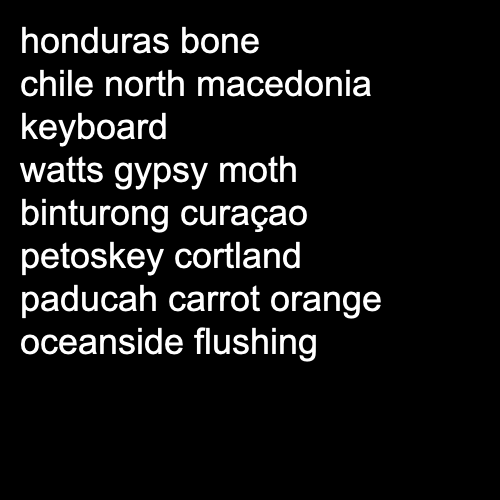 honduras bone
chile north macedonia
keyboard
watts gypsy moth
binturong curaçao
petoskey cortland
paducah carrot orange
oceanside flushing